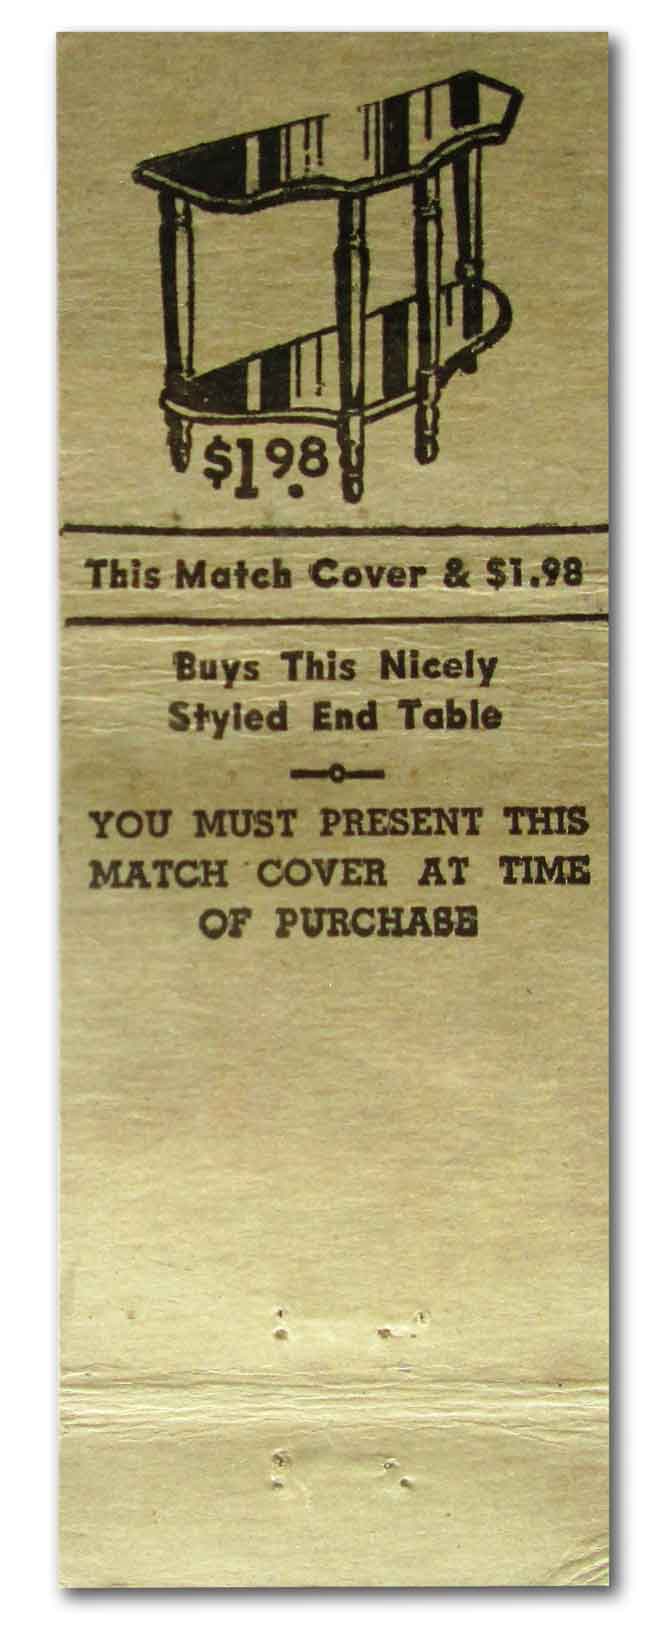 $1.98
This Match Cover & $1.98
Buys This Nicely
Styled End Table
YOU MUST PRESENT THIS
MATCH COVER AT TIME
OF PURCHASE